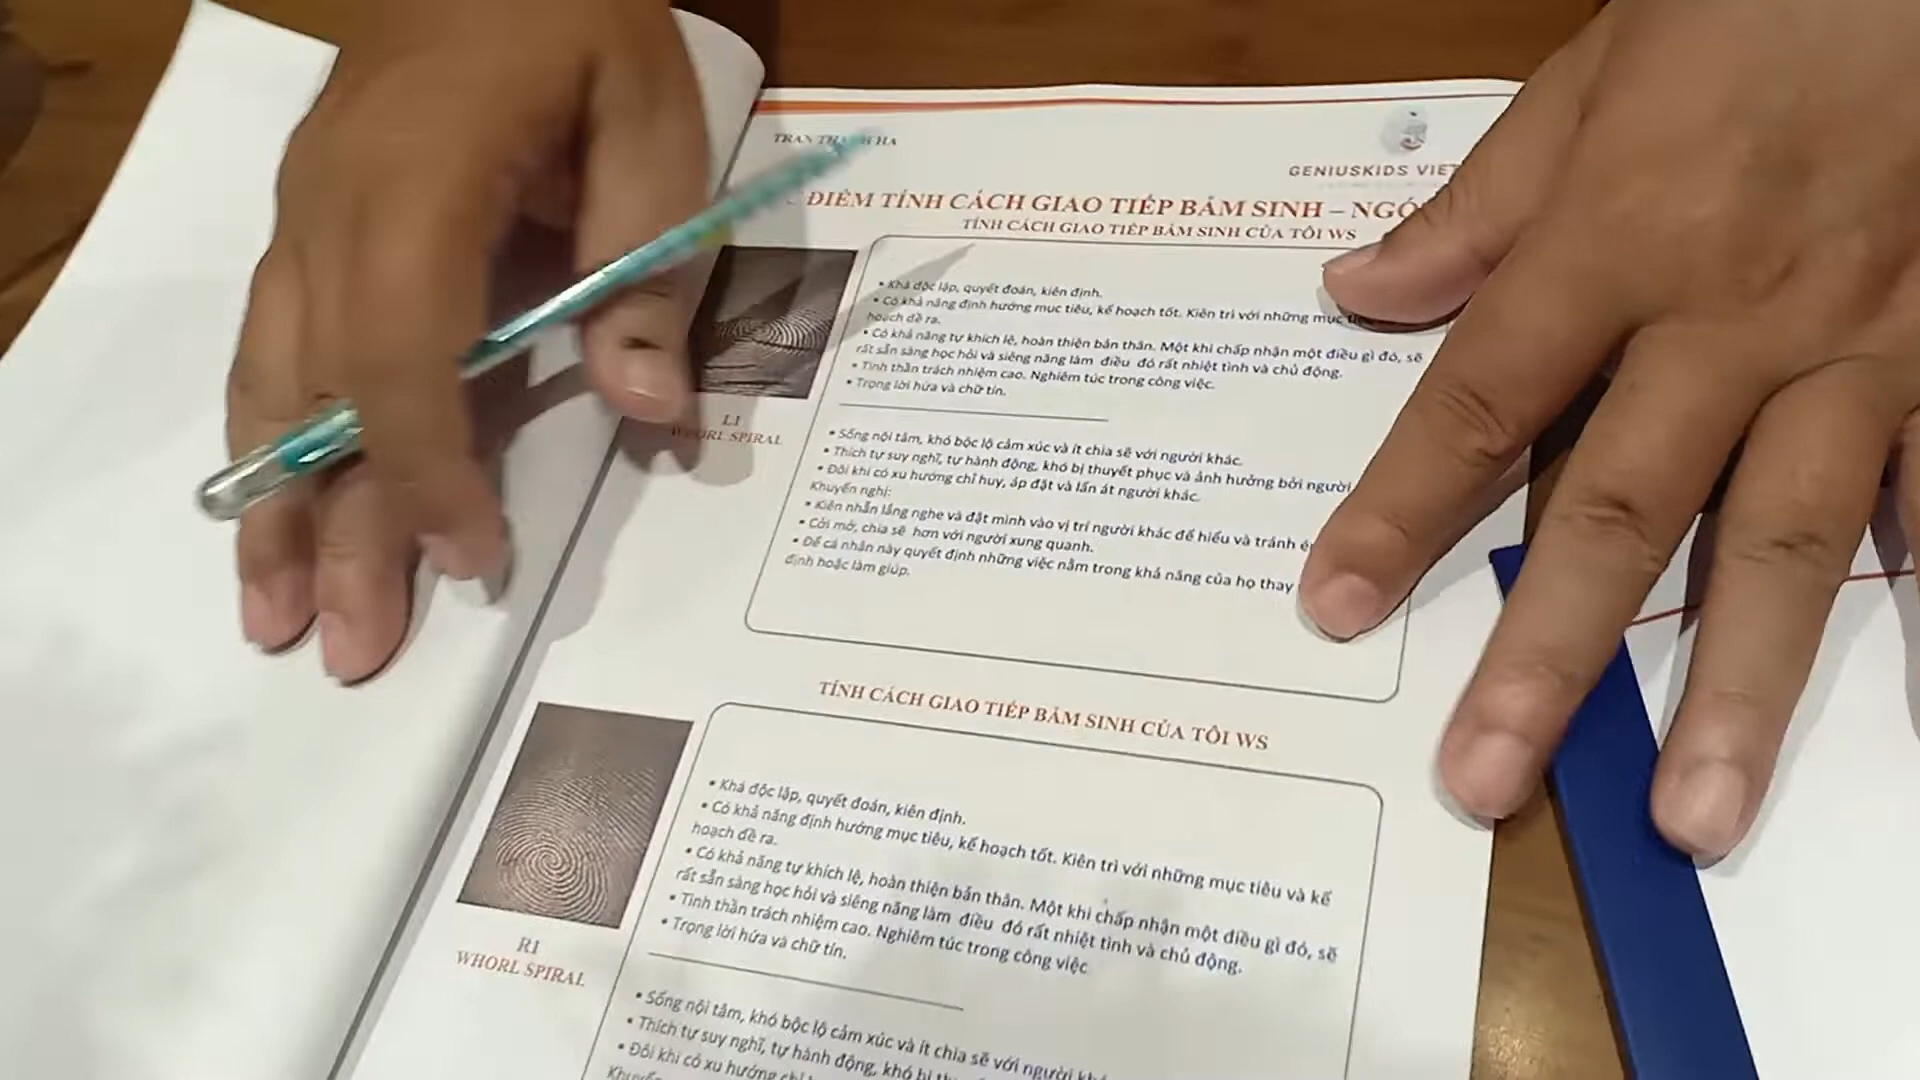 TRAN THANH HA
GENIUSKIDS VIET
ĐIỂM TÍNH CÁCH GIAO TIẾP BẨM SINH – NGÓ
TÍNH CÁCH GIAO TIẾP BẨM SINH CỦA TÔI WS
• Khá độc lập, quyết đoán, kiên định.
• Có khả năng định hướng mục tiêu, kế hoạch tốt. Kiên trì với những mục
hoạch đề ra.
• Có khả năng tự khích lệ, hoàn thiện bản thân. Một khi chấp nhận một điều gì đó, sẽ
rất sẵn sàng học hỏi và siêng năng làm điều đó rất nhiệt tình và chủ động.
• Tinh thần trách nhiệm cao. Nghiêm túc trong công việc.
• Trọng lời hứa và chữ tín.
L1
WHORL SPIRAL
• Sống nội tâm, khó bộc lộ cảm xúc và ít chia sẽ với người khác.
• Thích tự suy nghĩ, tự hành động, khó bị thuyết phục và ảnh hưởng bởi người
• Đôi khi có xu hướng chỉ huy, áp đặt và lấn át người khác.
Khuyến nghị:
• Kiên nhẫn lắng nghe và đặt mình vào vị trí người khác để hiểu và tránh
• Cởi mở, chia sẽ hơn với người xung quanh.
• Để cá nhân này quyết định những việc nằm trong khả năng của họ thay
định hoặc làm giúp.
TÍNH CÁCH GIAO TIẾP BẨM SINH CỦA TÔI WS
• Khá độc lập, quyết đoán, kiên định.
• Có khả năng định hướng mục tiêu, kế hoạch tốt. Kiên trì với những mục tiêu và kế
hoạch đề ra.
• Có khả năng tự khích lệ, hoàn thiện bản thân. Một khi chấp nhận một điều gì đó, sẽ
rất sẵn sàng học hỏi và siêng năng làm điều đó rất nhiệt tình và chủ động.
• Tinh thần trách nhiệm cao. Nghiêm túc trong công việc
• Trọng lời hứa và chữ tín.
R1
WHORL SPIRAL
• Sống nội tâm, khó bộc lộ cảm xúc và ít chia sẽ với người
• Thích tự suy nghĩ, tự hành động, khó bị
• Đôi khi có xu hướng